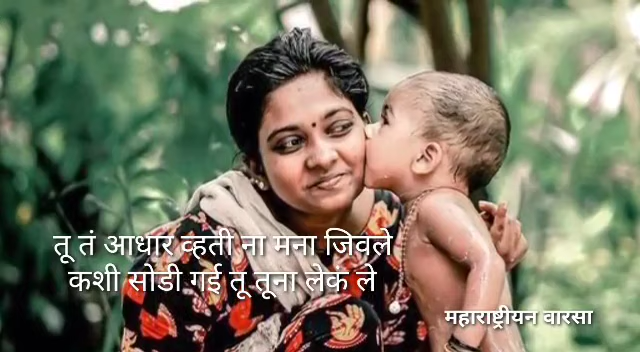 तू तं आधार व्हती ना मना जिवले
कशी सोडी गई तू तूना लेकं ले
महाराष्ट्रीयन वारसा